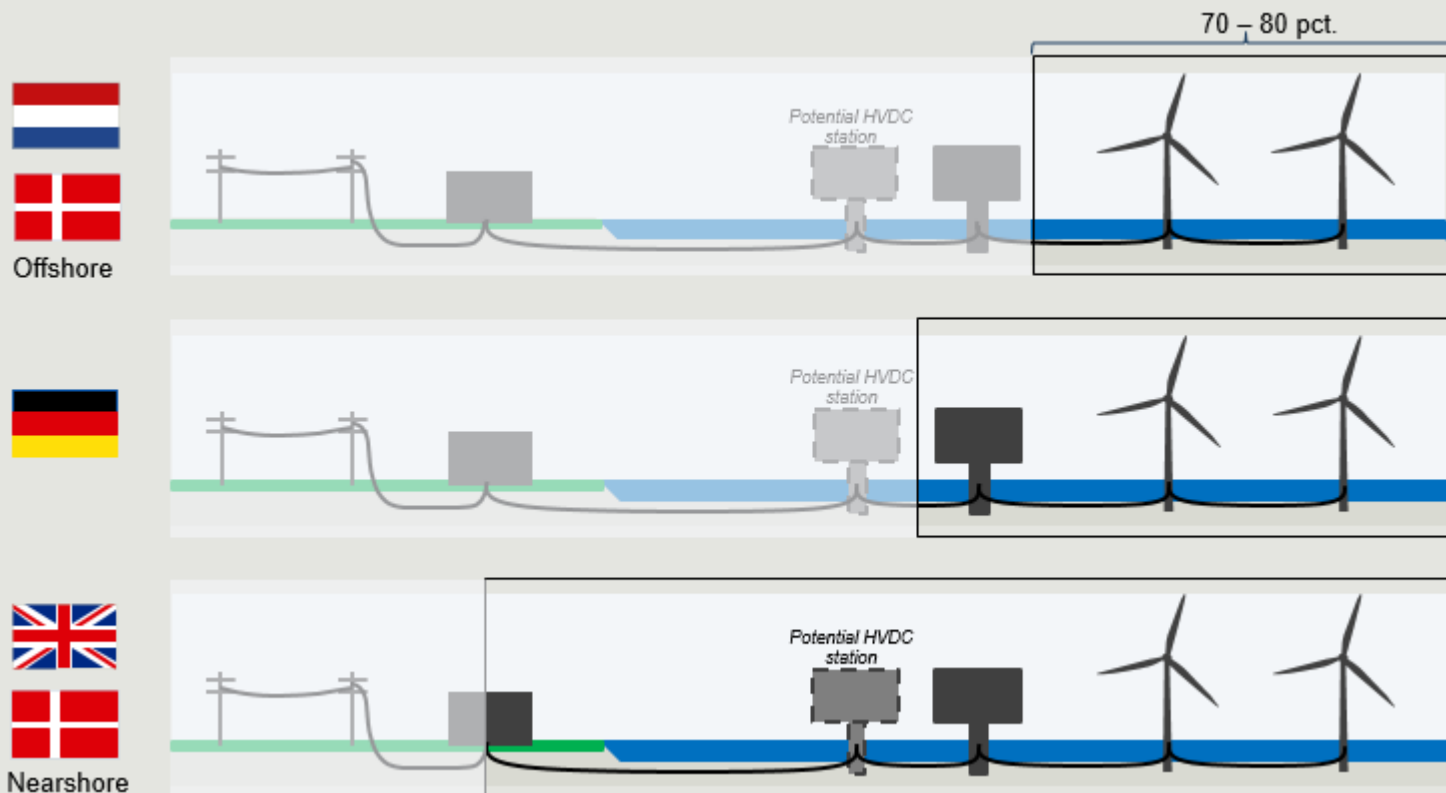 70 – 80 pct.
Potential HVDC
station
Offshore
Potential HVDC
station
Potential HVDC
station
Nearshore